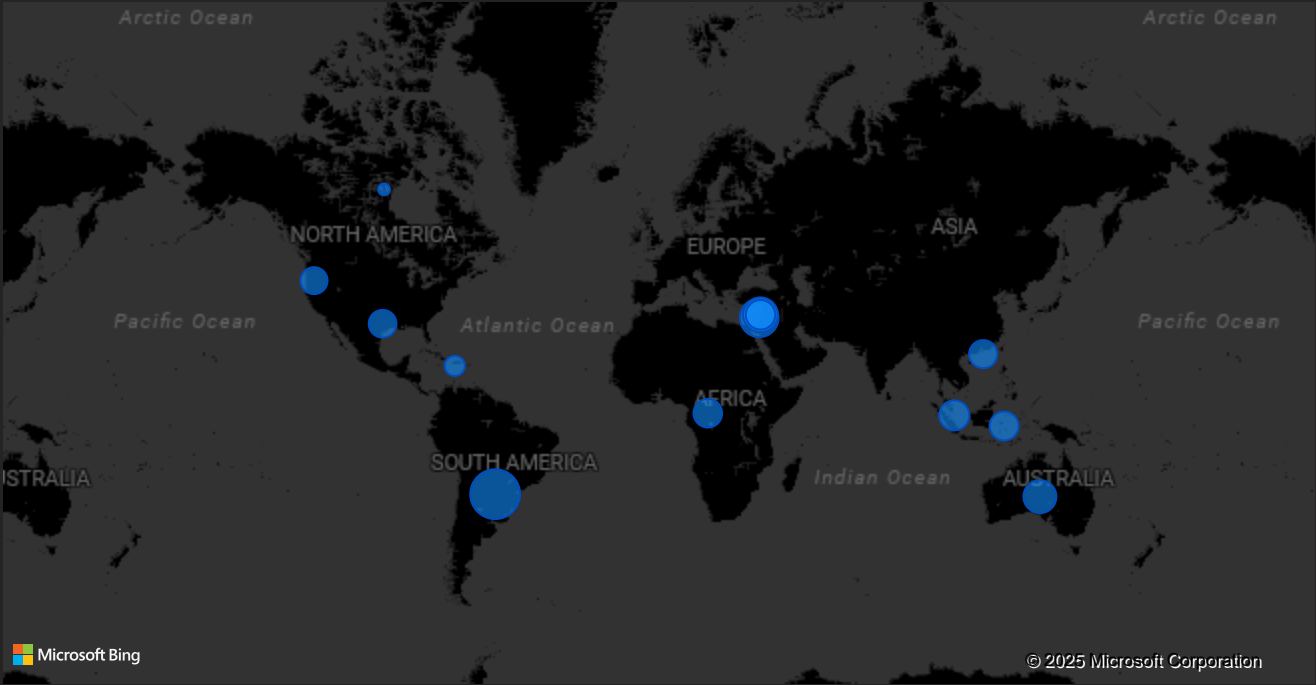 Arctic Ocean
Arctic Ocean
NORTH AMERICA
ASIA
EUROPE
Pacific Ocean
Atlantic Ocean
Pacific Ocean
AFRICA
SOUTH AMERICA
USTRALIA
Indian Ocean
AUSTRALIA
Microsoft Bing
© 2025 Microsoft Corporation